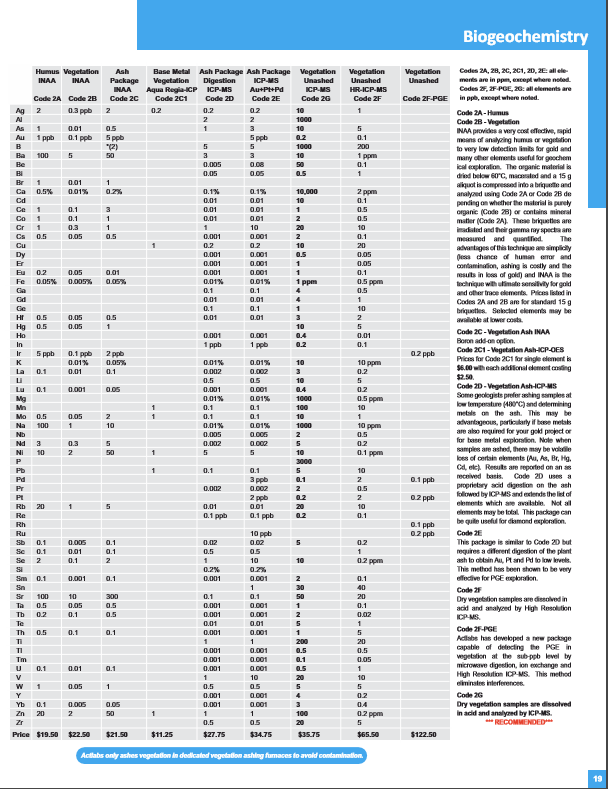 Biogeochemistry
Humus INAA Code 2A | Vegetation INAA Code 2B | Ash Package INAA Code 2C | Base Metal Vegetation Aqua Regia-ICP Code 2C1 | Ash Package Digestion ICP-MS Code 2D | Ash Package ICP-MS Au+Pt+Pd Code 2E | Vegetation Unashed ICP-MS Code 2G | Vegetation Unashed HR-ICP-MS Code 2F | Vegetation Unashed Code 2F-PGE
Ag 2 0.3 ppb 2 0.2 0.2 0.2 10 1
Al 2 2 1000
As 1 0.01 0.5 1 3 10 5
Au 1 ppb 0.1 ppb 5 ppb 5 ppb 0.2 0.1
B *(2) 5 5 1000 200
Ba 100 5 50 3 3 10 1 ppm
Be 0.005 0.08 50 0.1
Bi 0.05 0.05 0.5 1
Br 1 0.01 1
Ca 0.5% 0.01% 0.2% 0.1% 0.1% 10,000 2 ppm
Cd 0.01 0.01 10 0.1
Ce 1 0.1 3 0.01 0.01 1 0.5
Co 1 0.1 1 0.01 0.01 2 0.5
Cr 1 0.3 1 1 10 20 10
Cs 0.5 0.05 0.5 0.001 0.001 2 0.1
Cu 1 0.2 0.2 10 20
Dy 0.001 0.001 0.5 0.05
Er 0.001 0.001 1 0.05
Eu 0.2 0.05 0.01 0.001 0.001 1 0.1
Fe 0.05% 0.005% 0.05% 0.01% 0.01% 1 ppm 0.5 ppm
Ga 0.1 0.1 4 0.5
Gd 0.01 0.01 4 1
Ge 0.1 0.1 1 10
Hf 0.5 0.05 0.5 0.01 0.01 3 2
Hg 0.5 0.05 1 10 5
Ho 0.001 0.001 0.4 0.01
In 1 ppb 1 ppb 0.2 0.1
Ir 5 ppb 0.1 ppb 2 ppb 0.2 ppb
K 0.01% 0.05% 0.01% 0.01% 10 10 ppm
La 0.1 0.01 0.1 0.002 0.002 3 0.2
Li 0.5 0.5 10 5
Lu 0.1 0.001 0.05 0.001 0.001 0.4 0.2
Mg 0.01% 0.01% 1000 0.5 ppm
Mn 1 0.1 0.1 100 10
Mo 0.5 0.05 2 1 0.1 0.1 10 1
Na 100 1 10 0.01% 0.01% 1000 10 ppm
Nb 0.005 0.005 2 0.5
Nd 3 0.3 5 0.002 0.002 5 0.2
Ni 10 2 50 1 5 5 10 0.1 ppm
P 3000
Pb 1 0.1 0.1 5 10
Pd 3 ppb 0.1 2 0.1 ppb
Pr 0.002 0.002 2 0.5
Pt 2 ppb 0.2 2 0.2 ppb
Rb 20 1 5 0.01 0.01 20 10
Re 0.1 ppb 0.1 ppb 0.2 0.1
Rh 0.1 ppb
Ru 10 ppb 0.2 ppb
Sb 0.1 0.005 0.1 0.02 0.02 5 0.2
Sc 0.1 0.01 0.1 0.5 0.5 1
Se 2 0.1 2 1 10 10 0.2 ppm
Si 0.2% 0.2%
Sm 0.1 0.001 0.1 0.001 0.001 2 0.1
Sn 1 30 40
Sr 100 10 300 0.1 0.1 50 20
Ta 0.5 0.05 0.5 0.001 0.001 1 0.1
Tb 0.2 0.1 0.5 0.001 0.001 2 0.02
Te 0.01 0.01 5 1
Th 0.5 0.1 0.1 0.001 0.001 1 5
Ti 1 1 200 20
Tl 0.001 0.001 0.5 0.5
Tm 0.001 0.001 0.1 0.05
U 0.1 0.01 0.1 0.001 0.001 0.5 1
V 1 10 20 10
W 1 0.05 1 0.5 0.5 5 5
Y 0.001 0.001 4 0.2
Yb 0.1 0.005 0.05 0.001 0.001 3 0.4
Zn 20 2 50 1 1 1 100 0.2 ppm
Zr 0.5 0.5 20 5
Price $19.50 $22.50 $21.50 $11.25 $27.75 $34.75 $35.75 $65.50 $122.50
Actlabs only ashes vegetation in dedicated vegetation ashing furnaces to avoid contamination.
Codes 2A, 2B, 2C, 2C1, 2D, 2E: all ele-
ments are in ppm, except where noted.
Codes 2F, 2F-PGE, 2G: all elements are
in ppb, except where noted.
Code 2A - Humus
Code 2B - Vegetation
INAA provides a very cost effective, rapid
means of analyzing humus or vegetation
to very low detection limits for gold and
many other elements useful for geochem
ical exploration. The organic material is
dried below 60°C, macerated and a 15 g
aliquot is compressed into a briquette and
analyzed using Code 2A or Code 2B de
pending on whether the material is purely
organic (Code 2B) or contains mineral
matter (Code 2A). These briquettes are
irradiated and their gamma ray spectra are
measured and quantified. The
advantages of this technique are simplicity
(less chance of human error and
contamination, ashing is costly and the
results in loss of gold) and INAA is the
technique with ultimate sensitivity for gold
and other trace elements. Prices listed in
Codes 2A and 2B are for standard 15 g
briquettes. Selected elements may be
available at lower costs.
Code 2C - Vegetation Ash INAA
Boron add-on option.
Code 2C1 - Vegetation Ash-ICP-OES
Prices for Code 2C1 for single element is
$6.00 with each additional element costing
$2.50.
Code 2D - Vegetation Ash-ICP-MS
Some geologists prefer ashing samples at
low temperature (480°C) and determining
metals on the ash. This may be
advantageous, particularly if base metals
are also required for your gold project or
for base metal exploration. Note when
samples are ashed, there may be volatile
loss of certain elements (Au, As, Br, Hg,
Cd, etc). Results are reported on an as
received basis. Code 2D uses a
proprietary acid digestion on the ash
followed by ICP-MS and extends the list of
elements which are available. Not all
elements may be total. This package can
be quite useful for diamond exploration.
Code 2E
This package is similar to Code 2D but
requires a different digestion of the plant
ash to obtain Au, Pt and Pd to low levels.
This method has been shown to be very
effective for PGE exploration.
Code 2F
Dry vegetation samples are dissolved in
acid and analyzed by High Resolution
ICP-MS.
Code 2F-PGE
Actlabs has developed a new package
capable of detecting the PGE in
vegetation at the sub-ppb level by
microwave digestion, ion exchange and
High Resolution ICP-MS. This method
eliminates interferences.
Code 2G
Dry vegetation samples are dissolved
in acid and analyzed by ICP-MS.
*** RECOMMENDED***
19